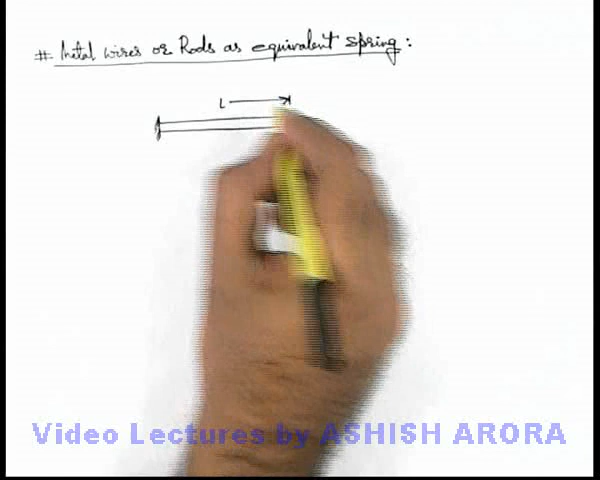 # Metal wires or Rods as equivalent spring :
L
Video Lectures by ASHISH ARORA